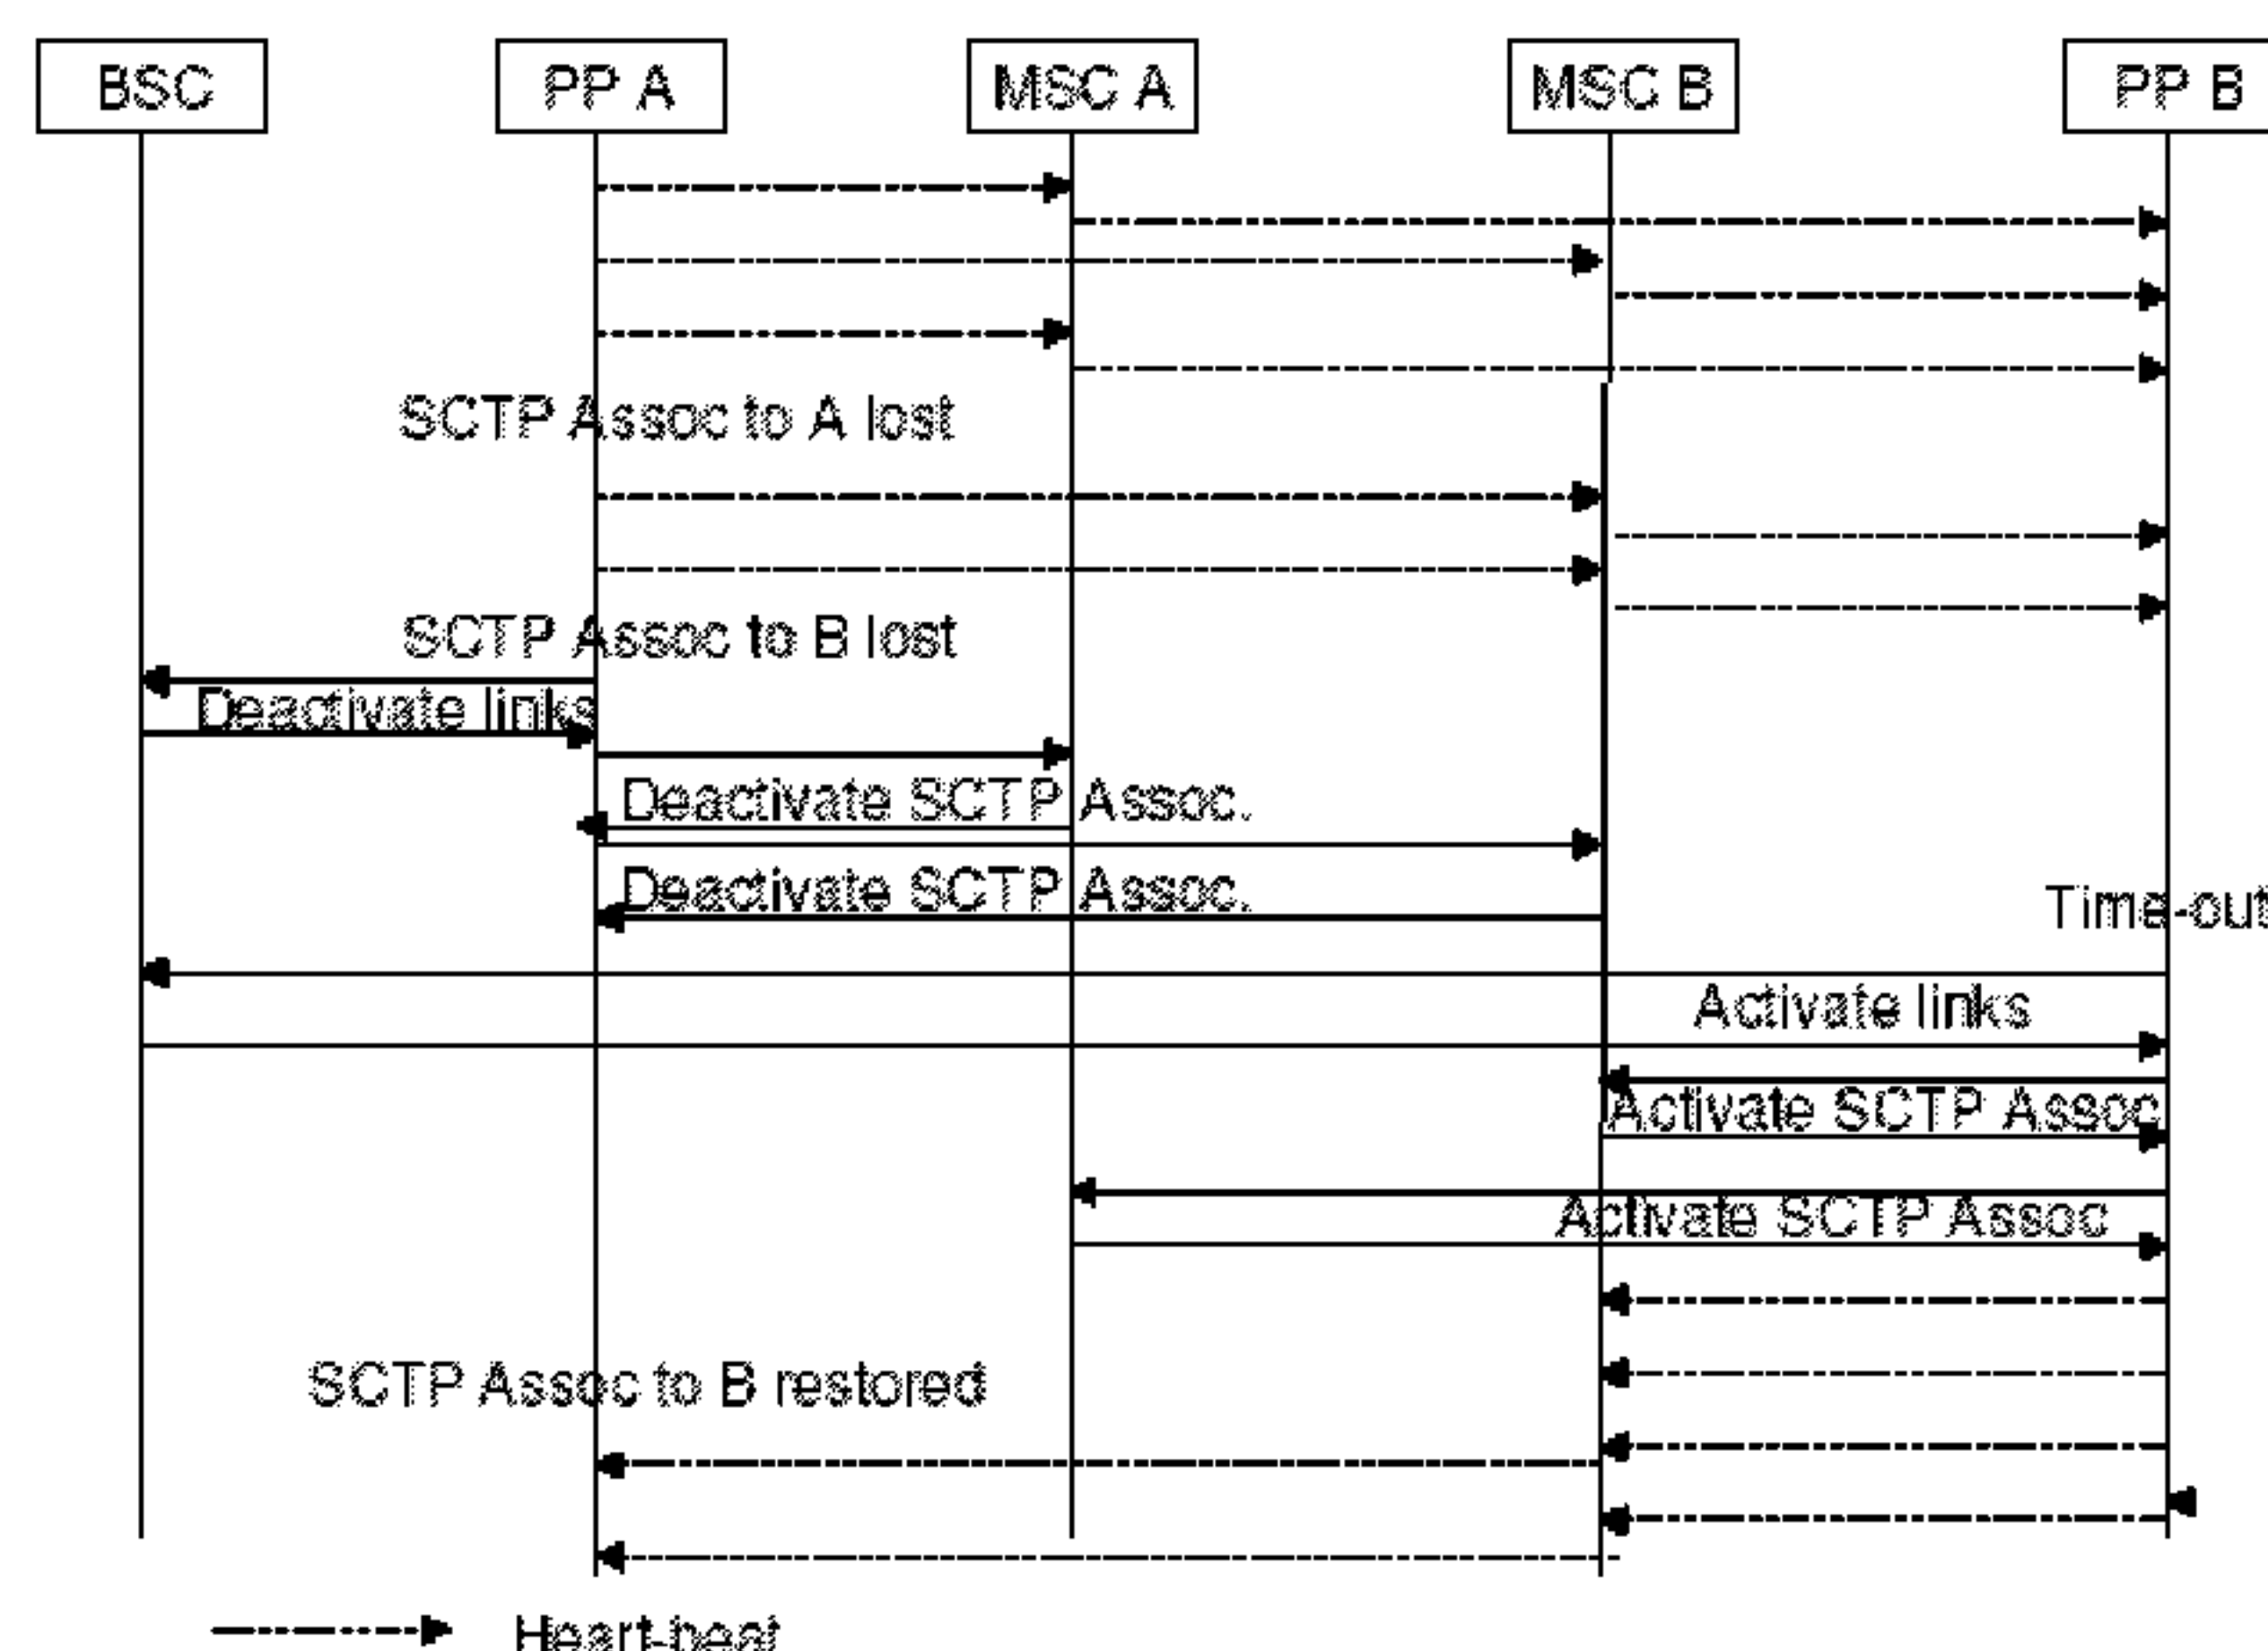 BSC
PP A
MSC A
MSC B
PP B
SCTP Assoc to A lost
SCTP Assoc to B lost
Deactivate links
Deactivate SCTP Assoc.
Deactivate SCTP Assoc.
Time-out
Activate links
Activate SCTP Assoc
Activate SCTP Assoc
SCTP Assoc to B restored
Heart-beat